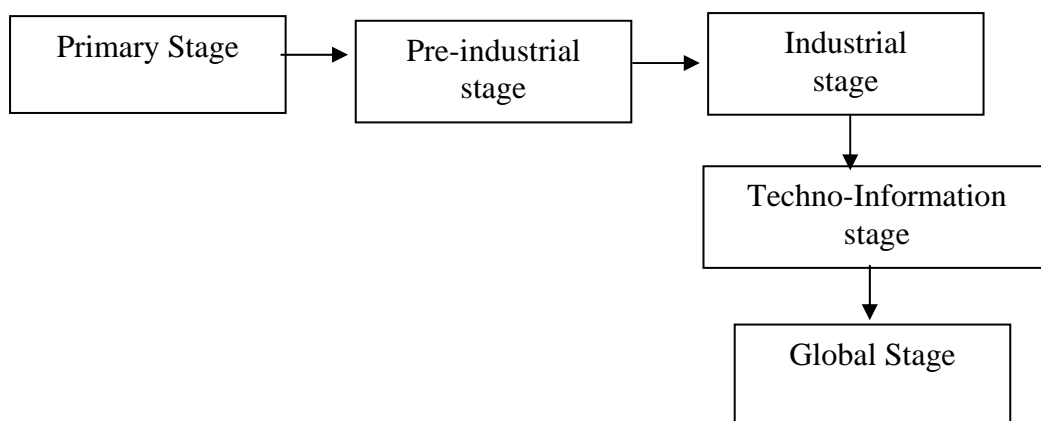 Primary Stage
Pre-industrial
stage
Industrial
stage
Techno-Information
stage
Global Stage